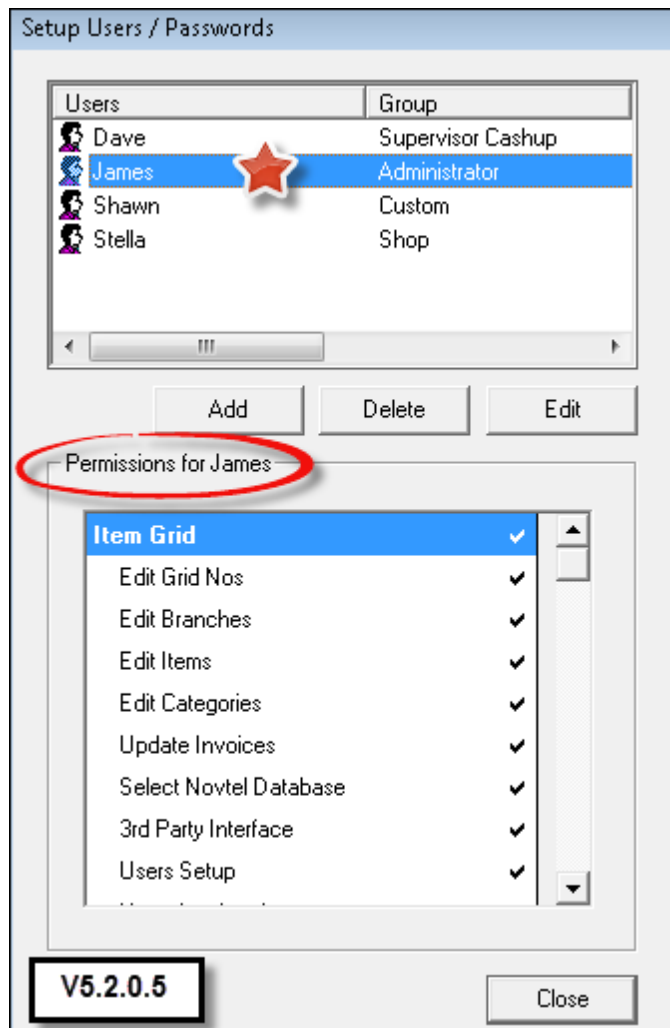 Setup Users / Passwords
Users Group
Dave Supervisor Cashup
James Administrator
Shawn Custom
Stella Shop
Add Delete Edit
Permissions for James
Item Grid
Edit Grid Nos
Edit Branches
Edit Items
Edit Categories
Update Invoices
Select Novtel Database
3rd Party Interface
Users Setup
V5.2.0.5
Close